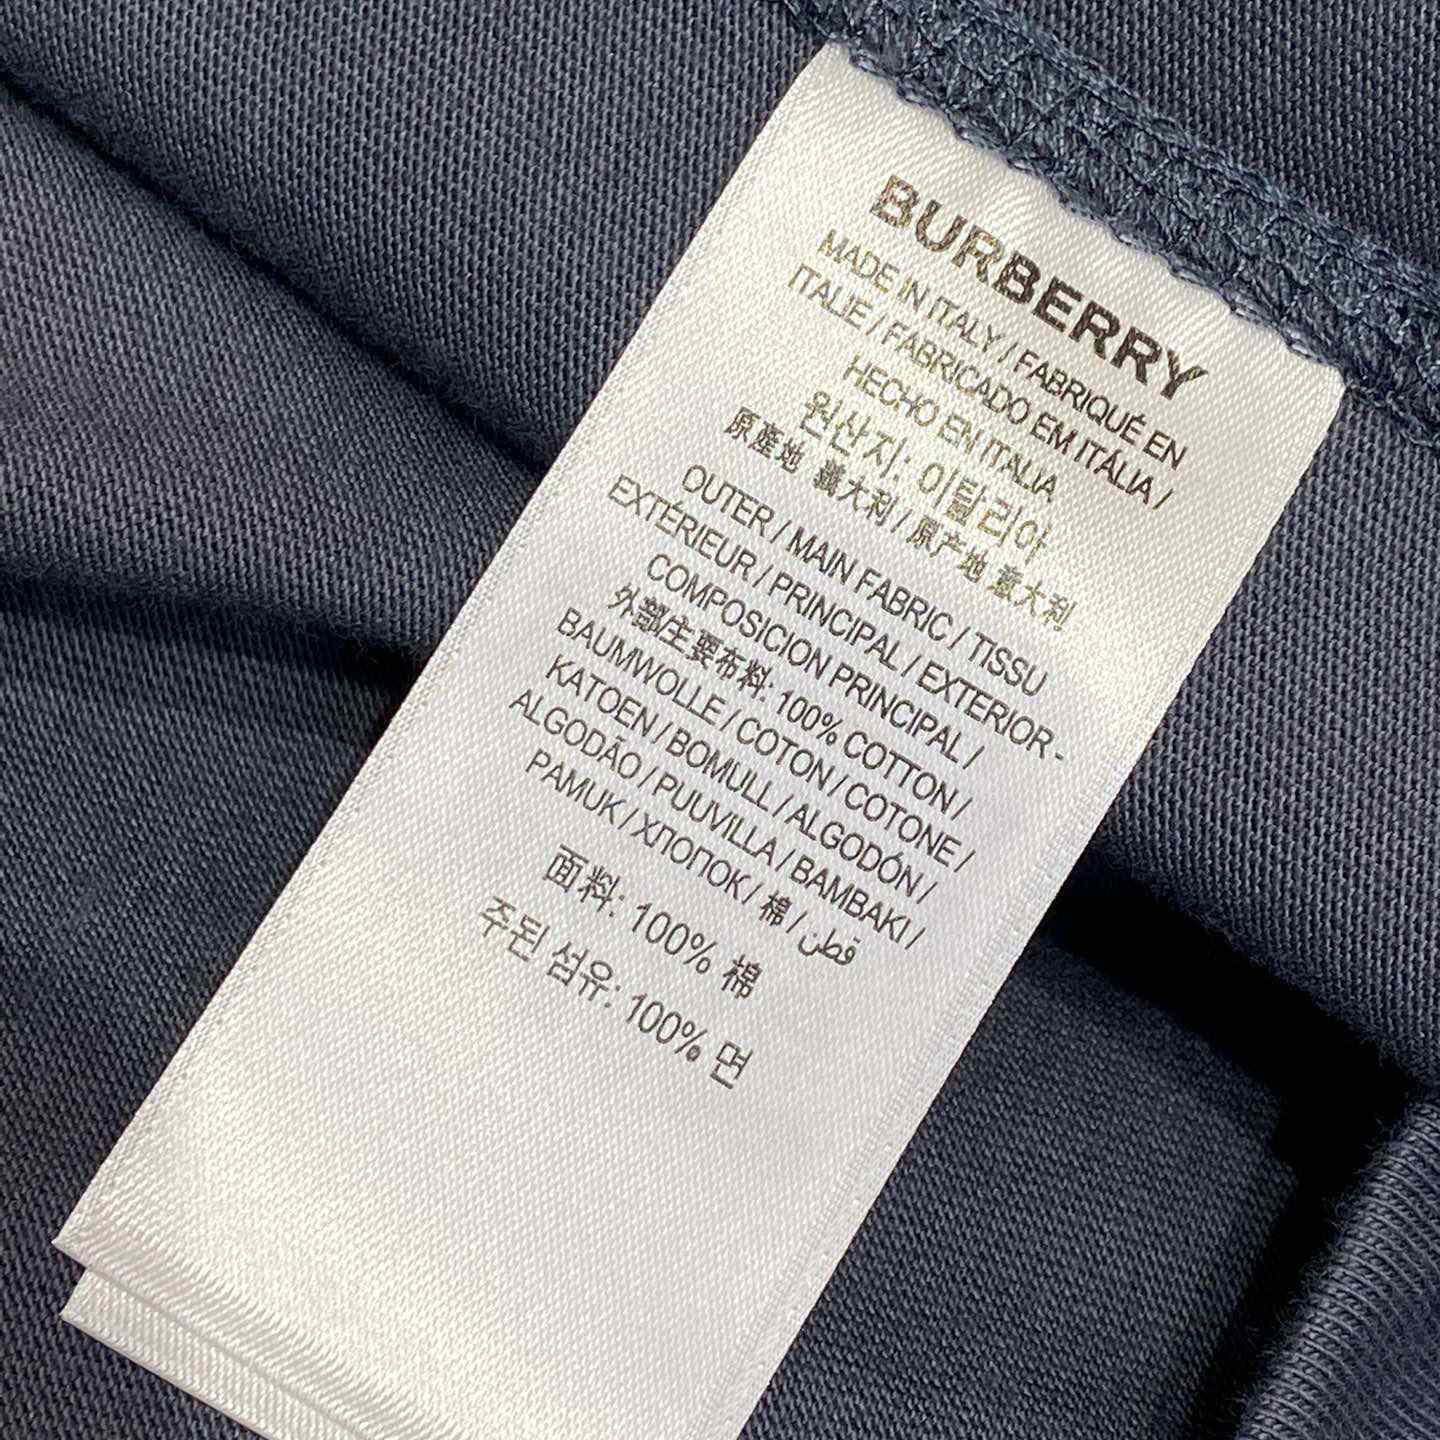 BURBERRY
MADE IN ITALY / FABRIQUÉ EN
ITALIE / FABRICADO EM ITÁLIA /
HECHO EN ITALIA
원산지: 이탈리아
原產地 義大利 / 原产地 意大利
OUTER / MAIN FABRIC / TISSU
EXTÉRIEUR / PRINCIPAL / EXTERIOR -
COMPOSICION PRINCIPAL /
外部主要布料: 100% COTTON /
BAUMWOLLE / COTON / COTONE /
KATOEN / BOMULL / ALGODÓN /
ALGODÃO / PUUVILLA / BAMBAKI /
PAMUK / ХЛОПОК / 棉 / قطن
面料: 100% 棉
주된 섬유: 100% 면